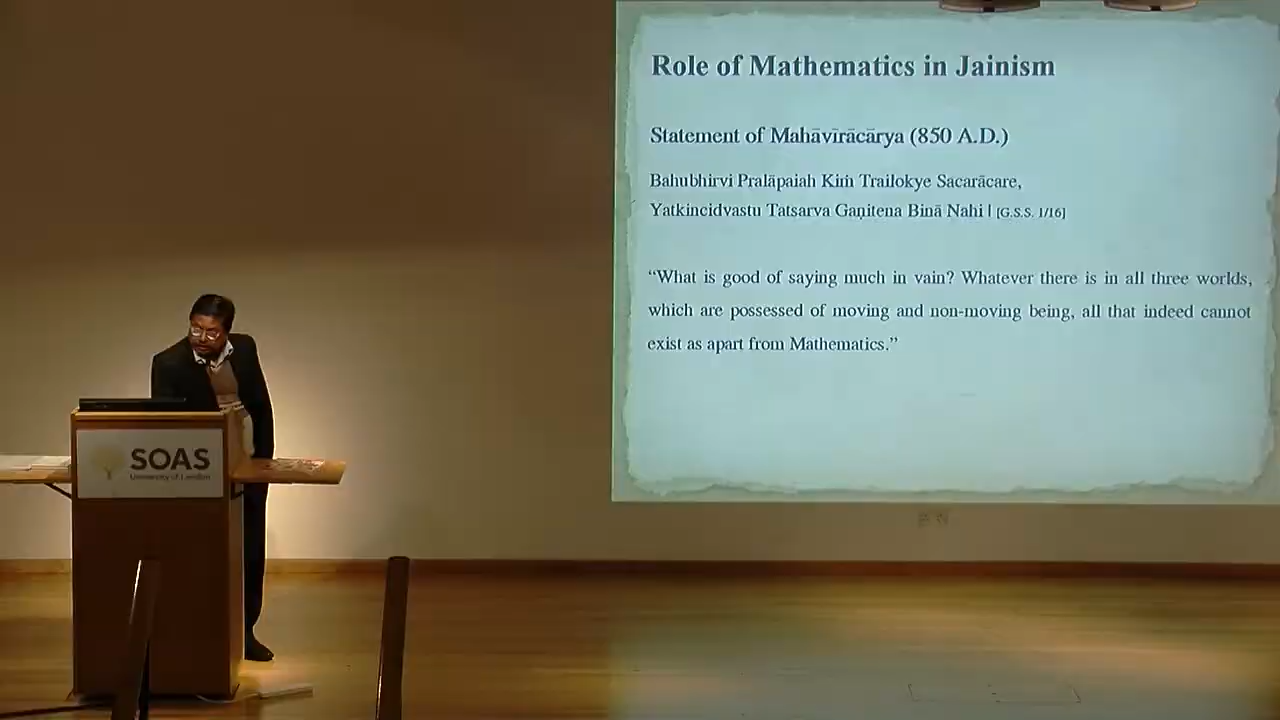 Role of Mathematics in Jainism
Statement of Mahāvīrācārya (850 A.D.)
Bahubhirvi Pralāpaiah Kiṁ Trailokye Sacarācare,
Yatkincidvastu Tatsarva Gaṇitena Binā Nahi | [G.S.S. 1/16]
“What is good of saying much in vain? Whatever there is in all three worlds,
which are possessed of moving and non-moving being, all that indeed cannot
exist as apart from Mathematics.”
SOAS
University of London